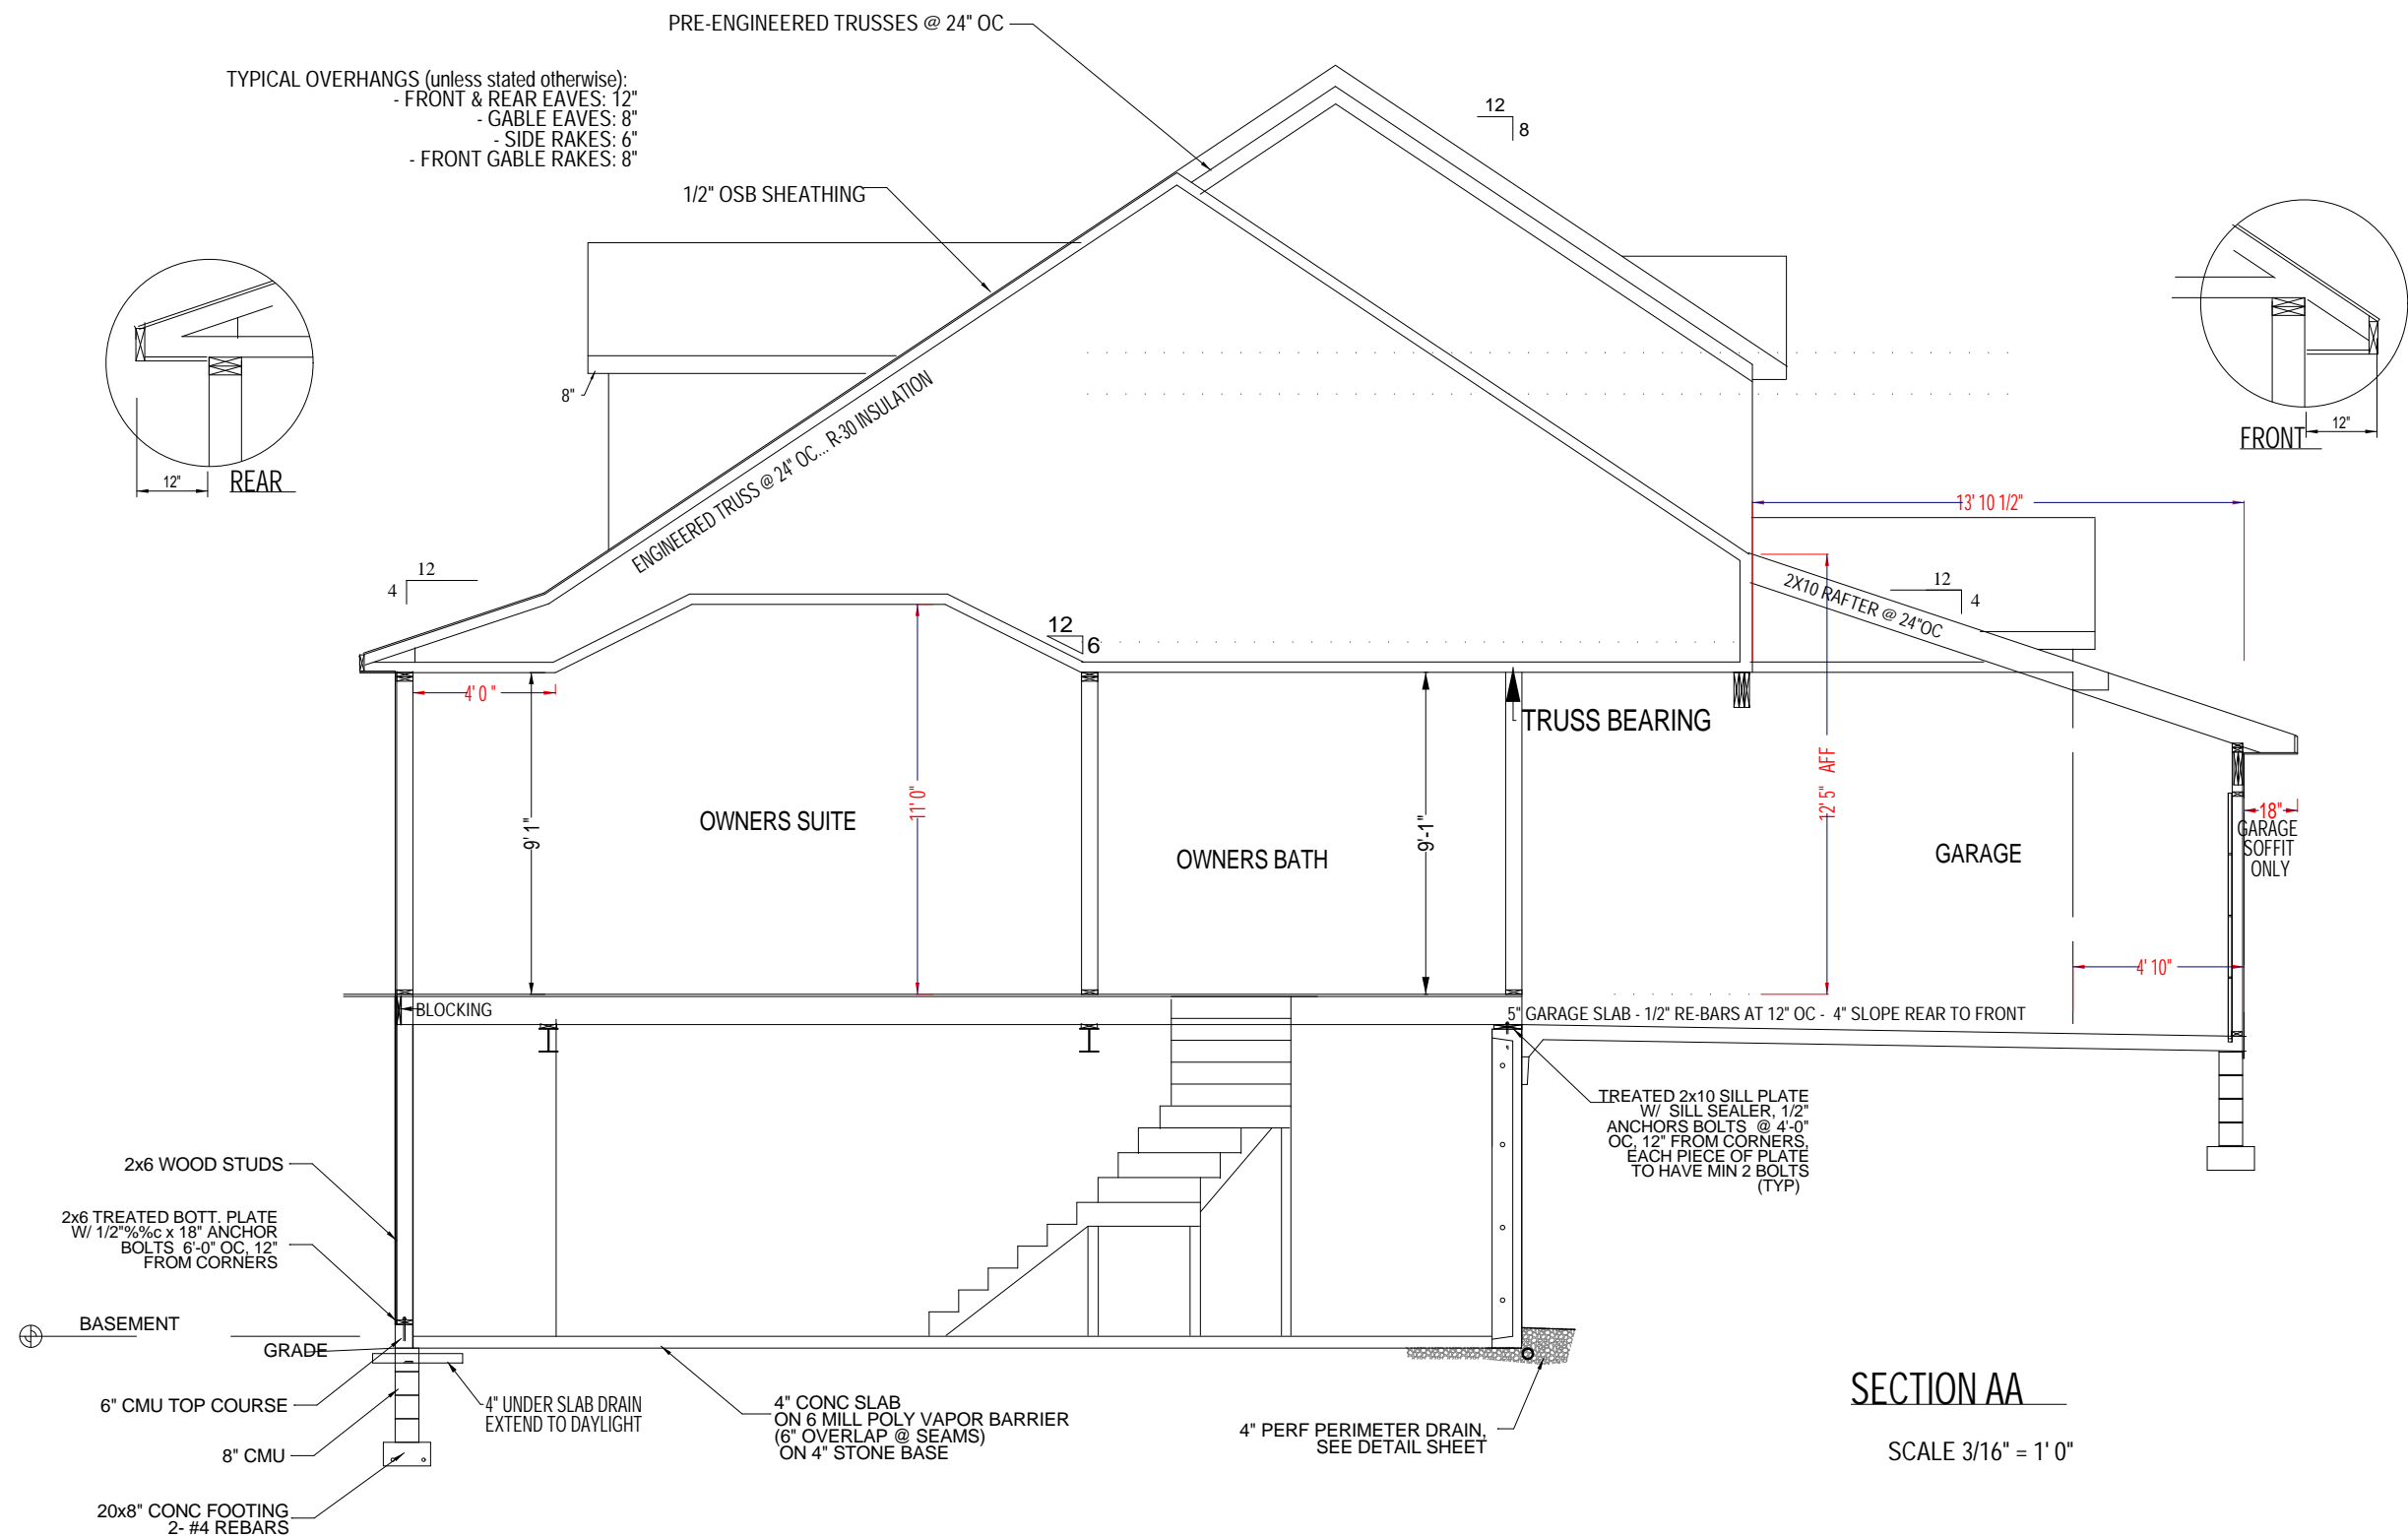 PRE-ENGINEERED TRUSSES @ 24" OC
TYPICAL OVERHANGS (unless stated otherwise):
- FRONT & REAR EAVES: 12"
- GABLE EAVES: 8"
- SIDE RAKES: 6"
- FRONT GABLE RAKES: 8"
12
8
1/2" OSB SHEATHING
8"
ENGINEERED TRUSS @ 24" OC... R-30 INSULATION
12"
REAR
12"
FRONT
13' 10 1/2"
12
4
12
4
2X10 RAFTER @ 24"OC
12
6
4' 0 "
TRUSS BEARING
9' 1"
11' 0"
9'-1"
12' 5" AFF
OWNERS SUITE
OWNERS BATH
GARAGE
18"
GARAGE
SOFFIT
ONLY
4' 10"
BLOCKING
5" GARAGE SLAB - 1/2" RE-BARS AT 12" OC - 4" SLOPE REAR TO FRONT
TREATED 2x10 SILL PLATE
W/ SILL SEALER, 1/2"
ANCHORS BOLTS @ 4'-0"
OC, 12" FROM CORNERS,
EACH PIECE OF PLATE
TO HAVE MIN 2 BOLTS
(TYP)
2x6 WOOD STUDS
2x6 TREATED BOTT. PLATE
W/ 1/2"%%c x 18" ANCHOR
BOLTS 6'-0" OC, 12"
FROM CORNERS
BASEMENT
GRADE
6" CMU TOP COURSE
8" CMU
20x8" CONC FOOTING
2- #4 REBARS
4" UNDER SLAB DRAIN
EXTEND TO DAYLIGHT
4" CONC SLAB
ON 6 MILL POLY VAPOR BARRIER
(6" OVERLAP @ SEAMS)
ON 4" STONE BASE
4" PERF PERIMETER DRAIN,
SEE DETAIL SHEET
SECTION AA
SCALE 3/16" = 1' 0"